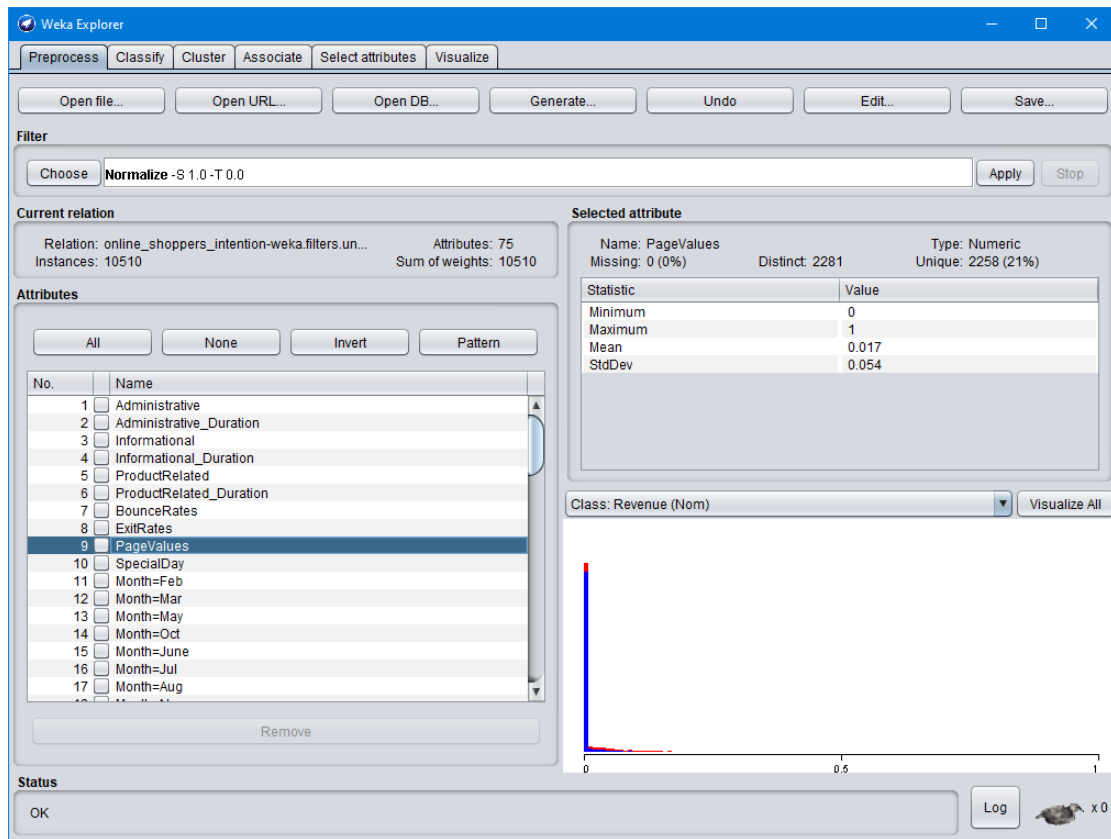 Weka Explorer
Preprocess Classify Cluster Associate Select attributes Visualize
Open file... Open URL... Open DB... Generate... Undo Edit... Save...
Filter
Choose Normalize -S 1.0 -T 0.0 Apply Stop
Current relation
Relation: online_shoppers_intention-weka.filters.un... Attributes: 75
Instances: 10510 Sum of weights: 10510
Attributes
All None Invert Pattern
No. Name
1 Administrative
2 Administrative_Duration
3 Informational
4 Informational_Duration
5 ProductRelated
6 ProductRelated_Duration
7 BounceRates
8 ExitRates
9 PageValues
10 SpecialDay
11 Month=Feb
12 Month=Mar
13 Month=May
14 Month=Oct
15 Month=June
16 Month=Jul
17 Month=Aug
Remove
Selected attribute
Name: PageValues Type: Numeric
Missing: 0 (0%) Distinct: 2281 Unique: 2258 (21%)
Statistic Value
Minimum 0
Maximum 1
Mean 0.017
StdDev 0.054
Class: Revenue (Nom) Visualize All
0 0.5 1
Status
OK Log x 0